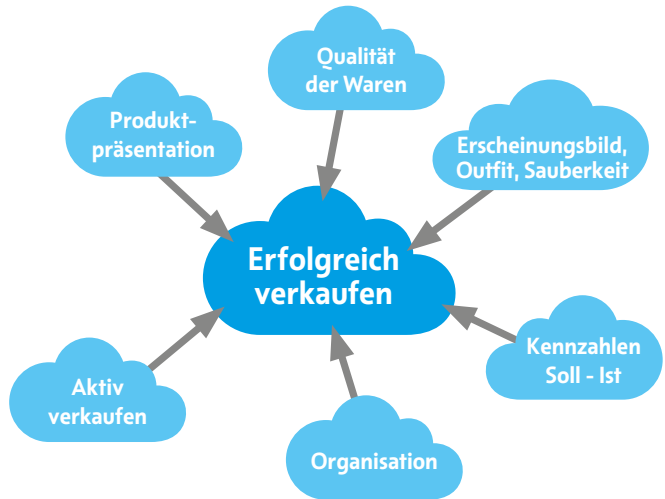 Qualität
der Waren
Produkt-
präsentation
Erscheinungsbild,
Outfit, Sauberkeit
Erfolgreich
verkaufen
Kennzahlen
Soll - Ist
Aktiv
verkaufen
Organisation